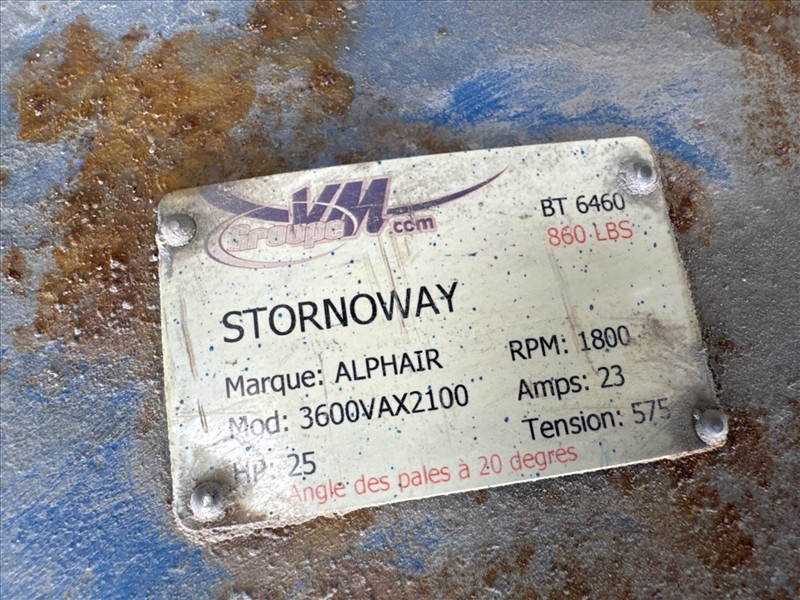 GroupeVM.com
BT 6460
860 LBS
STORNOWAY
Marque: ALPHAIR
RPM: 1800
Mod: 3600VAX2100
Amps: 23
HP: 25
Tension: 575
Angle des pales à 20 degrés